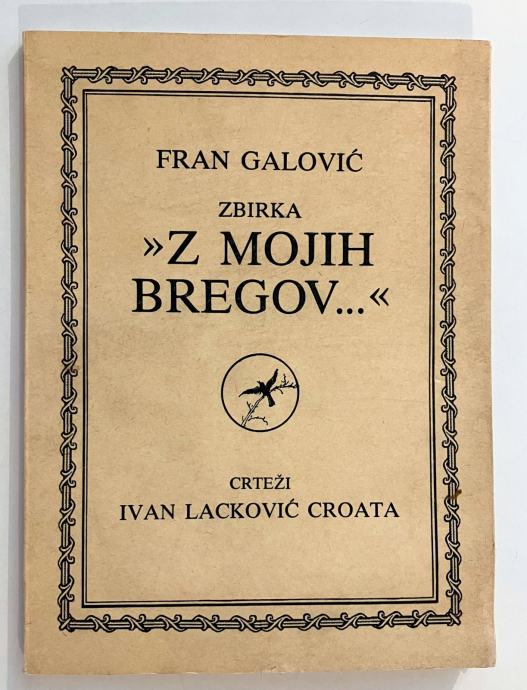 FRAN GALOVIĆ
ZBIRKA
»Z MOJIH
BREGOV...«
CRTEŽI
IVAN LACKOVIĆ CROATA